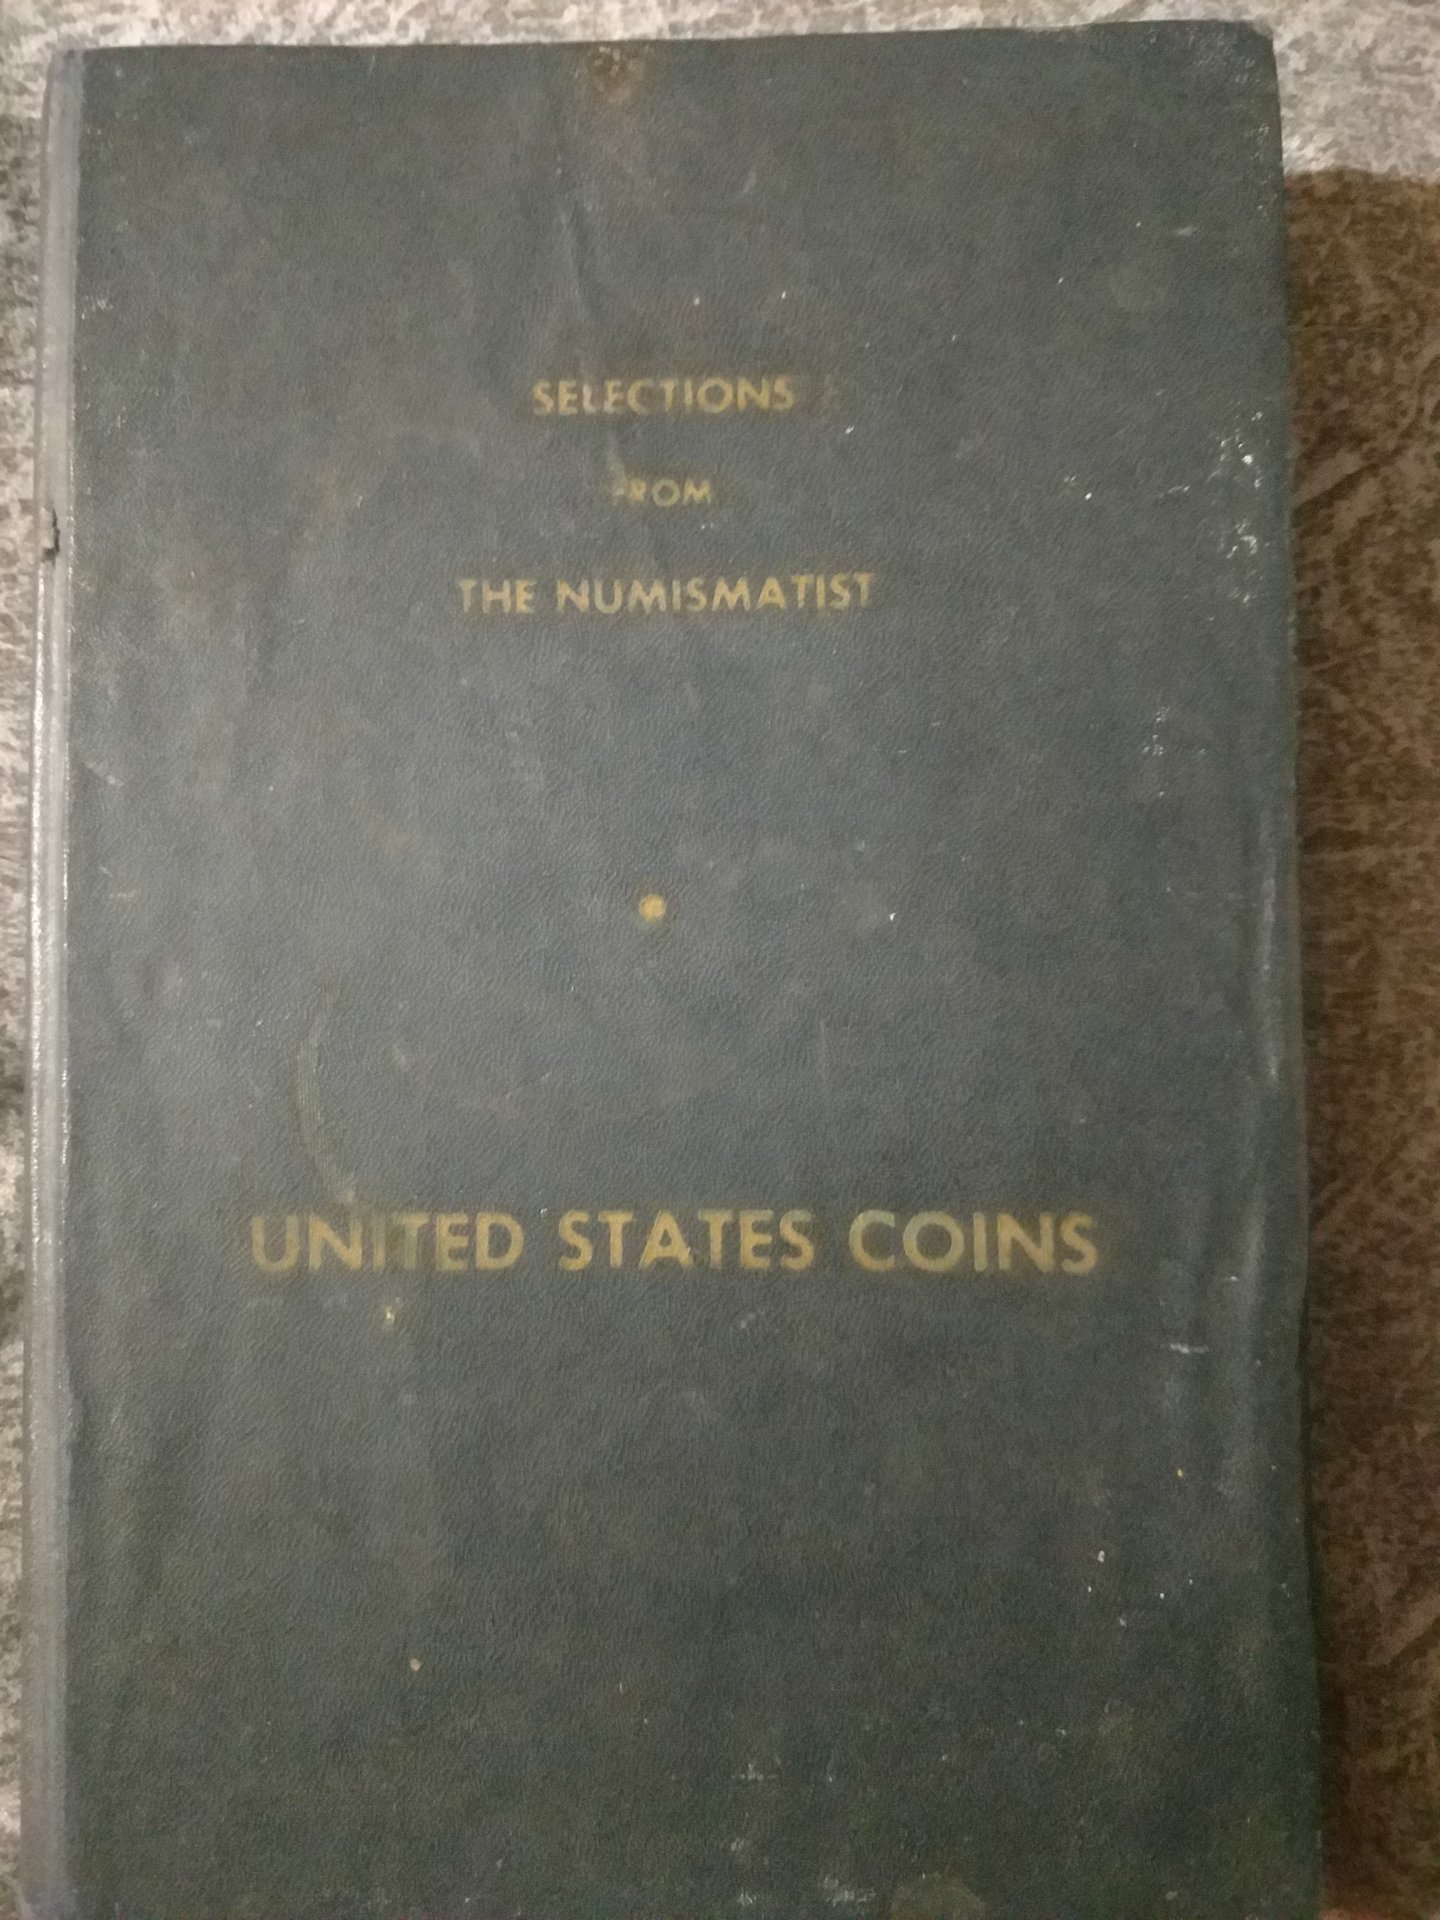 SELECTIONS
FROM
THE NUMISMATIST
UNITED STATES COINS